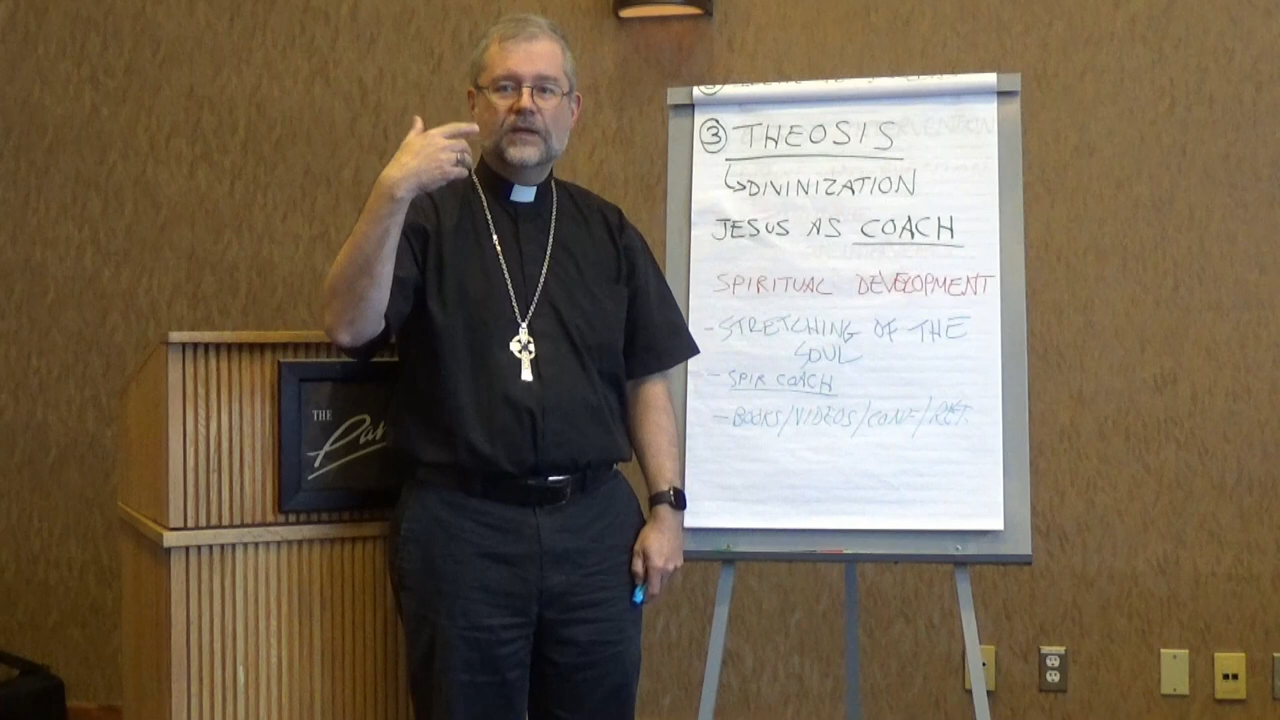 THE
③ THEOSIS
↳DIVINIZATION
JESUS AS COACH
SPIRITUAL DEVELOPMENT
- STRETCHING OF THE
SOUL
- SPIR COACH
- BOOKS/VIDEOS/CONF/RET.